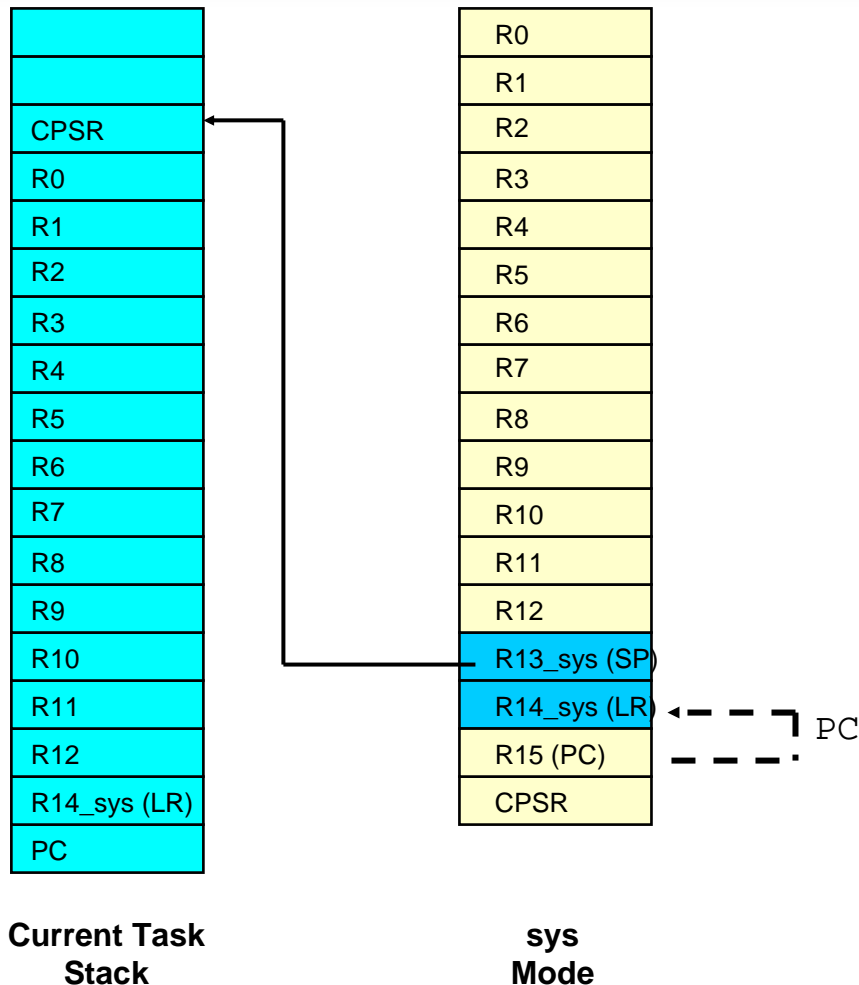 CPSR
R0
R1
R2
R3
R4
R5
R6
R7
R8
R9
R10
R11
R12
R14_sys (LR)
PC
Current Task
Stack
R0
R1
R2
R3
R4
R5
R6
R7
R8
R9
R10
R11
R12
R13_sys (SP)
R14_sys (LR)
R15 (PC)
CPSR
sys
Mode
PC